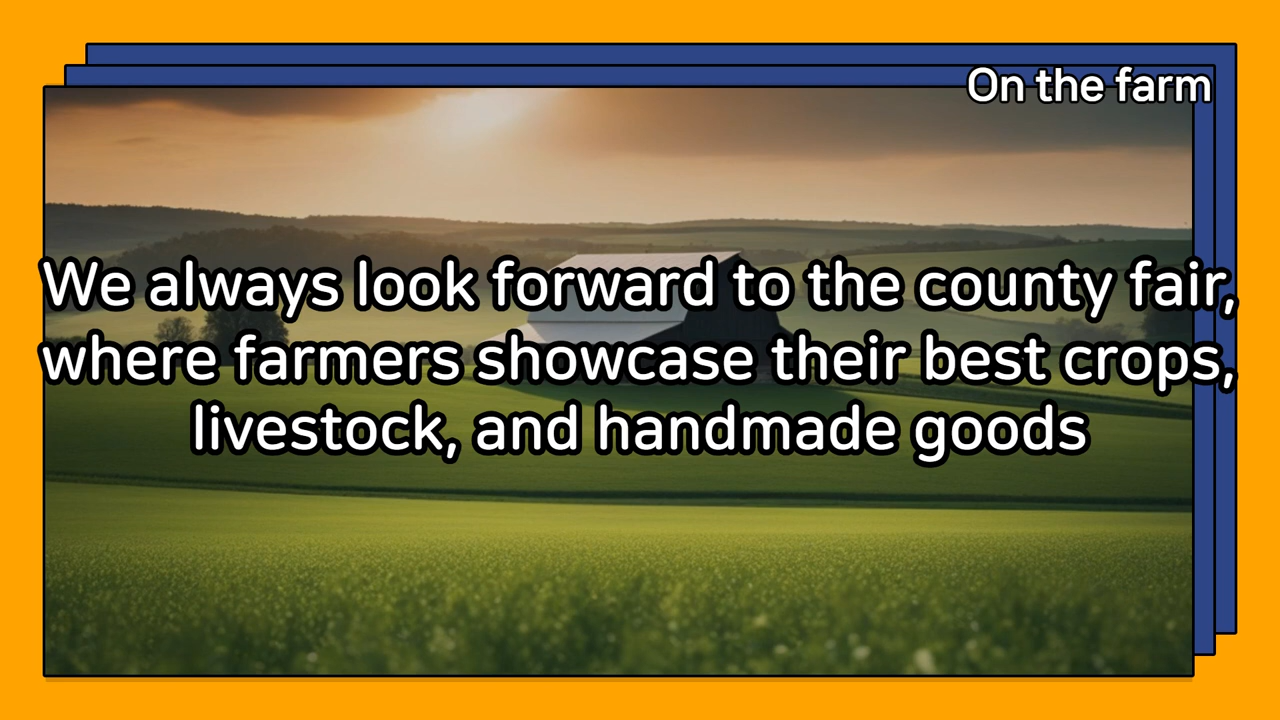 On the farm
We always look forward to the county fair,
where farmers showcase their best crops,
livestock, and handmade goods